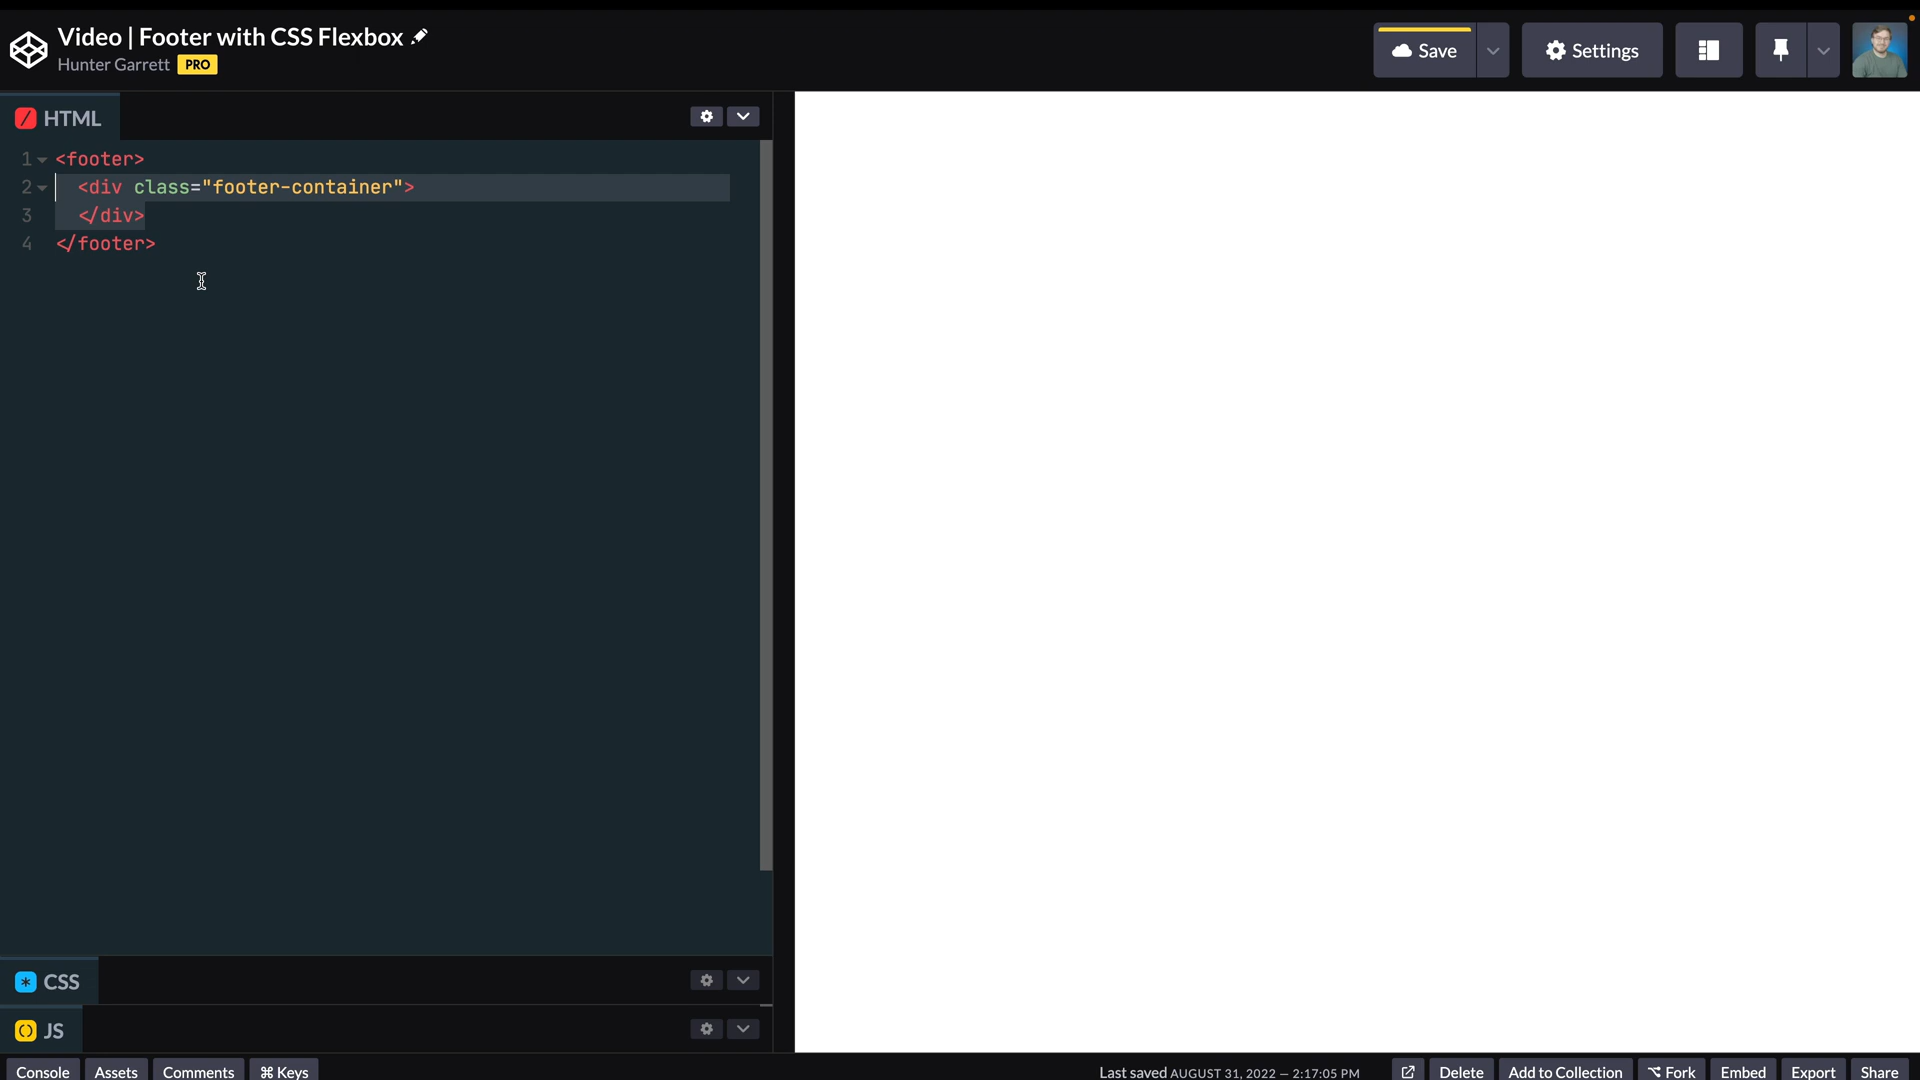 Video | Footer with CSS Flexbox
Hunter Garrett PRO
Save
Settings
HTML
1 <footer>
2 <div class="footer-container">
3 </div>
4 </footer>
CSS
JS
Console Assets Comments ⌘ Keys Last saved AUGUST 31, 2022 — 2:17:05 PM Delete Add to Collection ⌥ Fork Embed Export Share